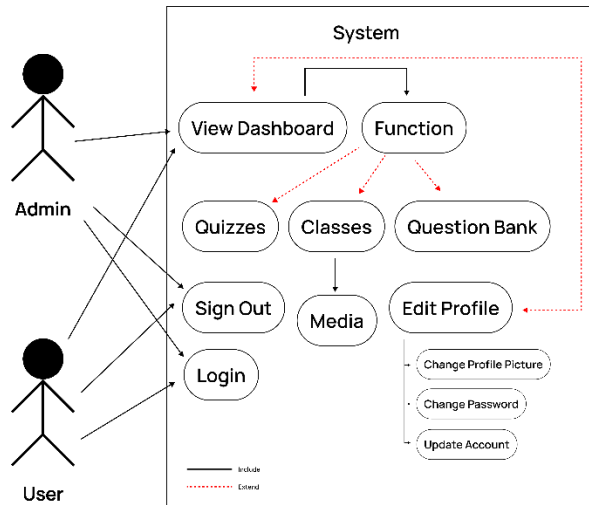 System
View Dashboard
Function
Admin
Quizzes
Classes
Question Bank
Sign Out
Media
Edit Profile
Login
Change Profile Picture
Change Password
Update Account
Include
Extend
User